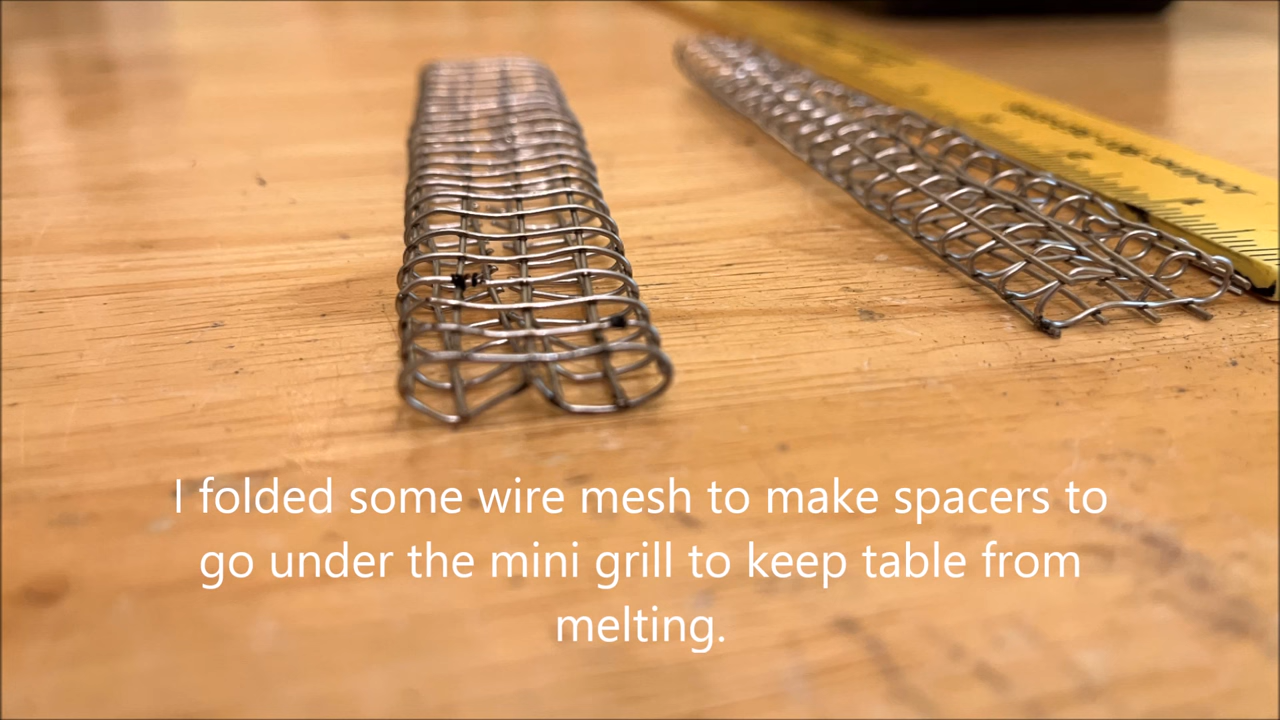 I folded some wire mesh to make spacers to
go under the mini grill to keep table from
melting.